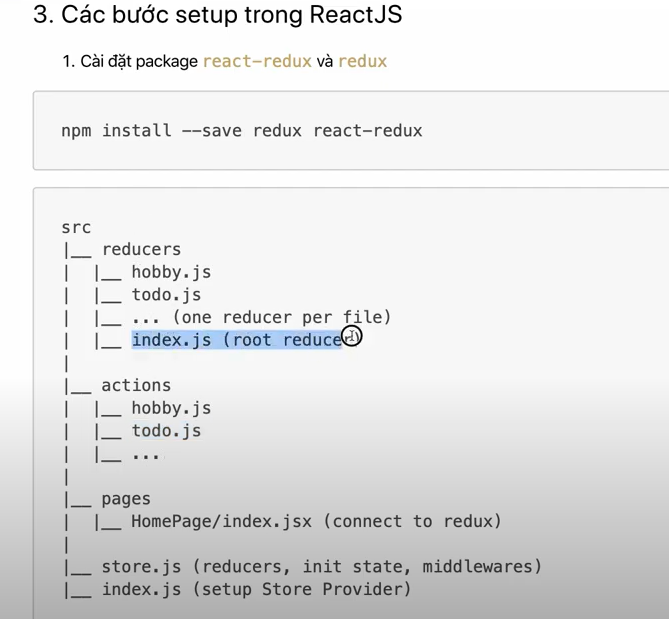 3. Các bước setup trong ReactJS
1. Cài đặt package react-redux và redux
npm install --save redux react-redux
src
|__ reducers
|  |__ hobby.js
|  |__ todo.js
|  |__ ... (one reducer per file)
|  |__ index.js (root reducer)
|
|__ actions
|  |__ hobby.js
|  |__ todo.js
|  |__ ...
|
|__ pages
|  |__ HomePage/index.jsx (connect to redux)
|
|__ store.js (reducers, init state, middlewares)
|__ index.js (setup Store Provider)